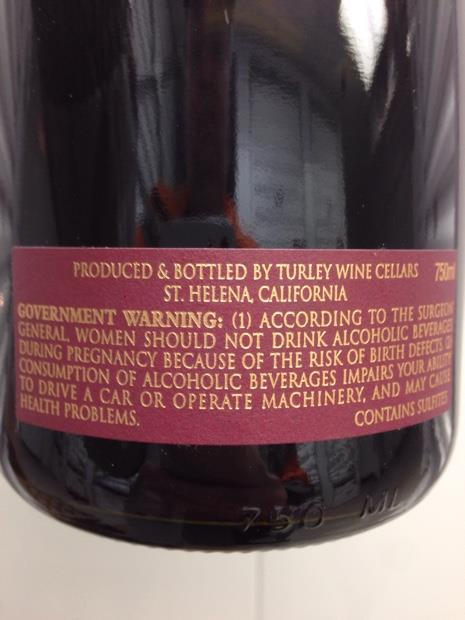 PRODUCED & BOTTLED BY TURLEY WINE CELLARS 750ml
ST. HELENA, CALIFORNIA
GOVERNMENT WARNING: (1) ACCORDING TO THE SURGEON
GENERAL, WOMEN SHOULD NOT DRINK ALCOHOLIC BEVERAGES
DURING PREGNANCY BECAUSE OF THE RISK OF BIRTH DEFECTS. (2)
CONSUMPTION OF ALCOHOLIC BEVERAGES IMPAIRS YOUR ABILITY
TO DRIVE A CAR OR OPERATE MACHINERY, AND MAY CAUSE
HEALTH PROBLEMS. CONTAINS SULFITES
750 ML